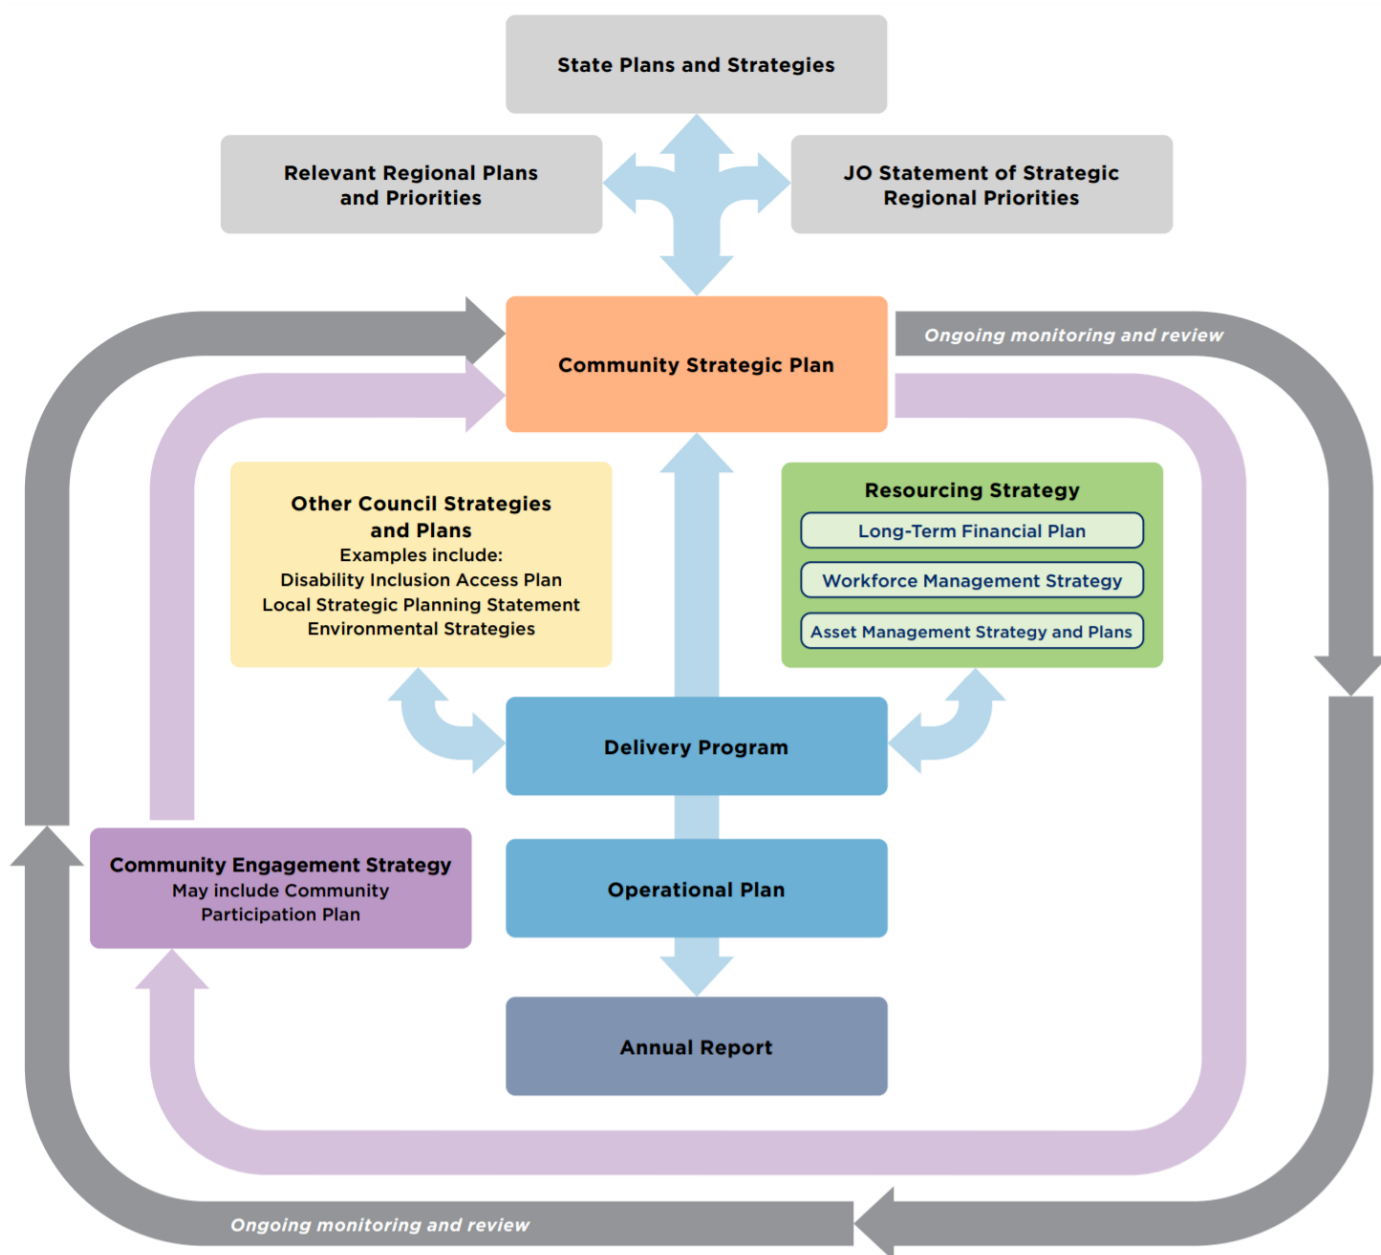 State Plans and Strategies
Relevant Regional Plans
and Priorities
JO Statement of Strategic
Regional Priorities
Community Strategic Plan
Ongoing monitoring and review
Other Council Strategies
and Plans
Examples include:
Disability Inclusion Access Plan
Local Strategic Planning Statement
Environmental Strategies
Resourcing Strategy
Long-Term Financial Plan
Workforce Management Strategy
Asset Management Strategy and Plans
Delivery Program
Community Engagement Strategy
May include Community
Participation Plan
Operational Plan
Annual Report
Ongoing monitoring and review